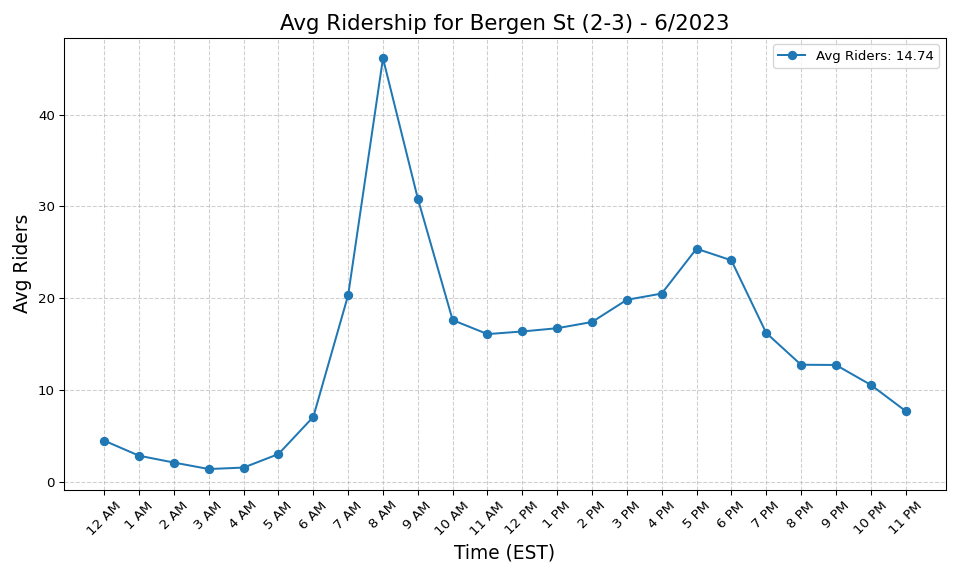 Avg Ridership for Bergen St (2-3) - 6/2023
Avg Riders: 14.74
Avg Riders
40
30
20
10
0
12 AM
1 AM
2 AM
3 AM
4 AM
5 AM
6 AM
7 AM
8 AM
9 AM
10 AM
11 AM
12 PM
1 PM
2 PM
3 PM
4 PM
5 PM
6 PM
7 PM
8 PM
9 PM
10 PM
11 PM
Time (EST)